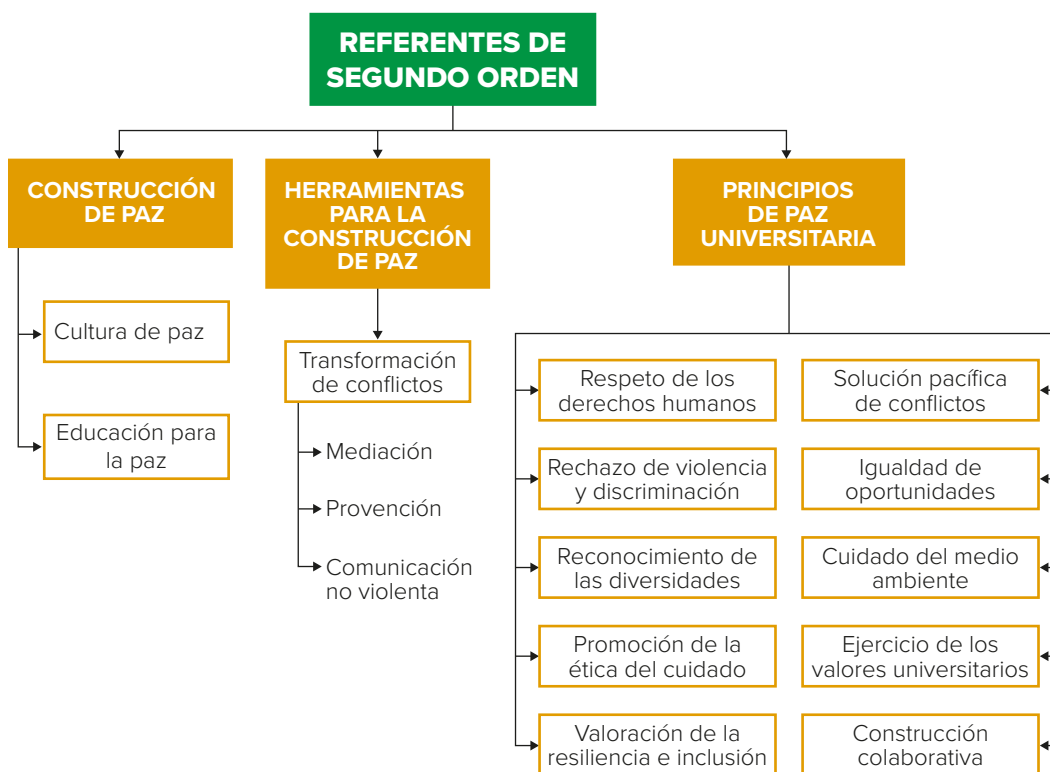 REFERENTES DE
SEGUNDO ORDEN
CONSTRUCCIÓN
DE PAZ
Cultura de paz
Educación para
la paz
HERRAMIENTAS
PARA LA
CONSTRUCCIÓN
DE PAZ
Transformación
de conflictos
Mediación
Provención
Comunicación
no violenta
PRINCIPIOS
DE PAZ
UNIVERSITARIA
Respeto de los
derechos humanos
Rechazo de violencia
y discriminación
Reconocimiento de
las diversidades
Promoción de la
ética del cuidado
Valoración de la
resiliencia e inclusión
Solución pacífica
de conflictos
Igualdad de
oportunidades
Cuidado del medio
ambiente
Ejercicio de los
valores universitarios
Construcción
colaborativa